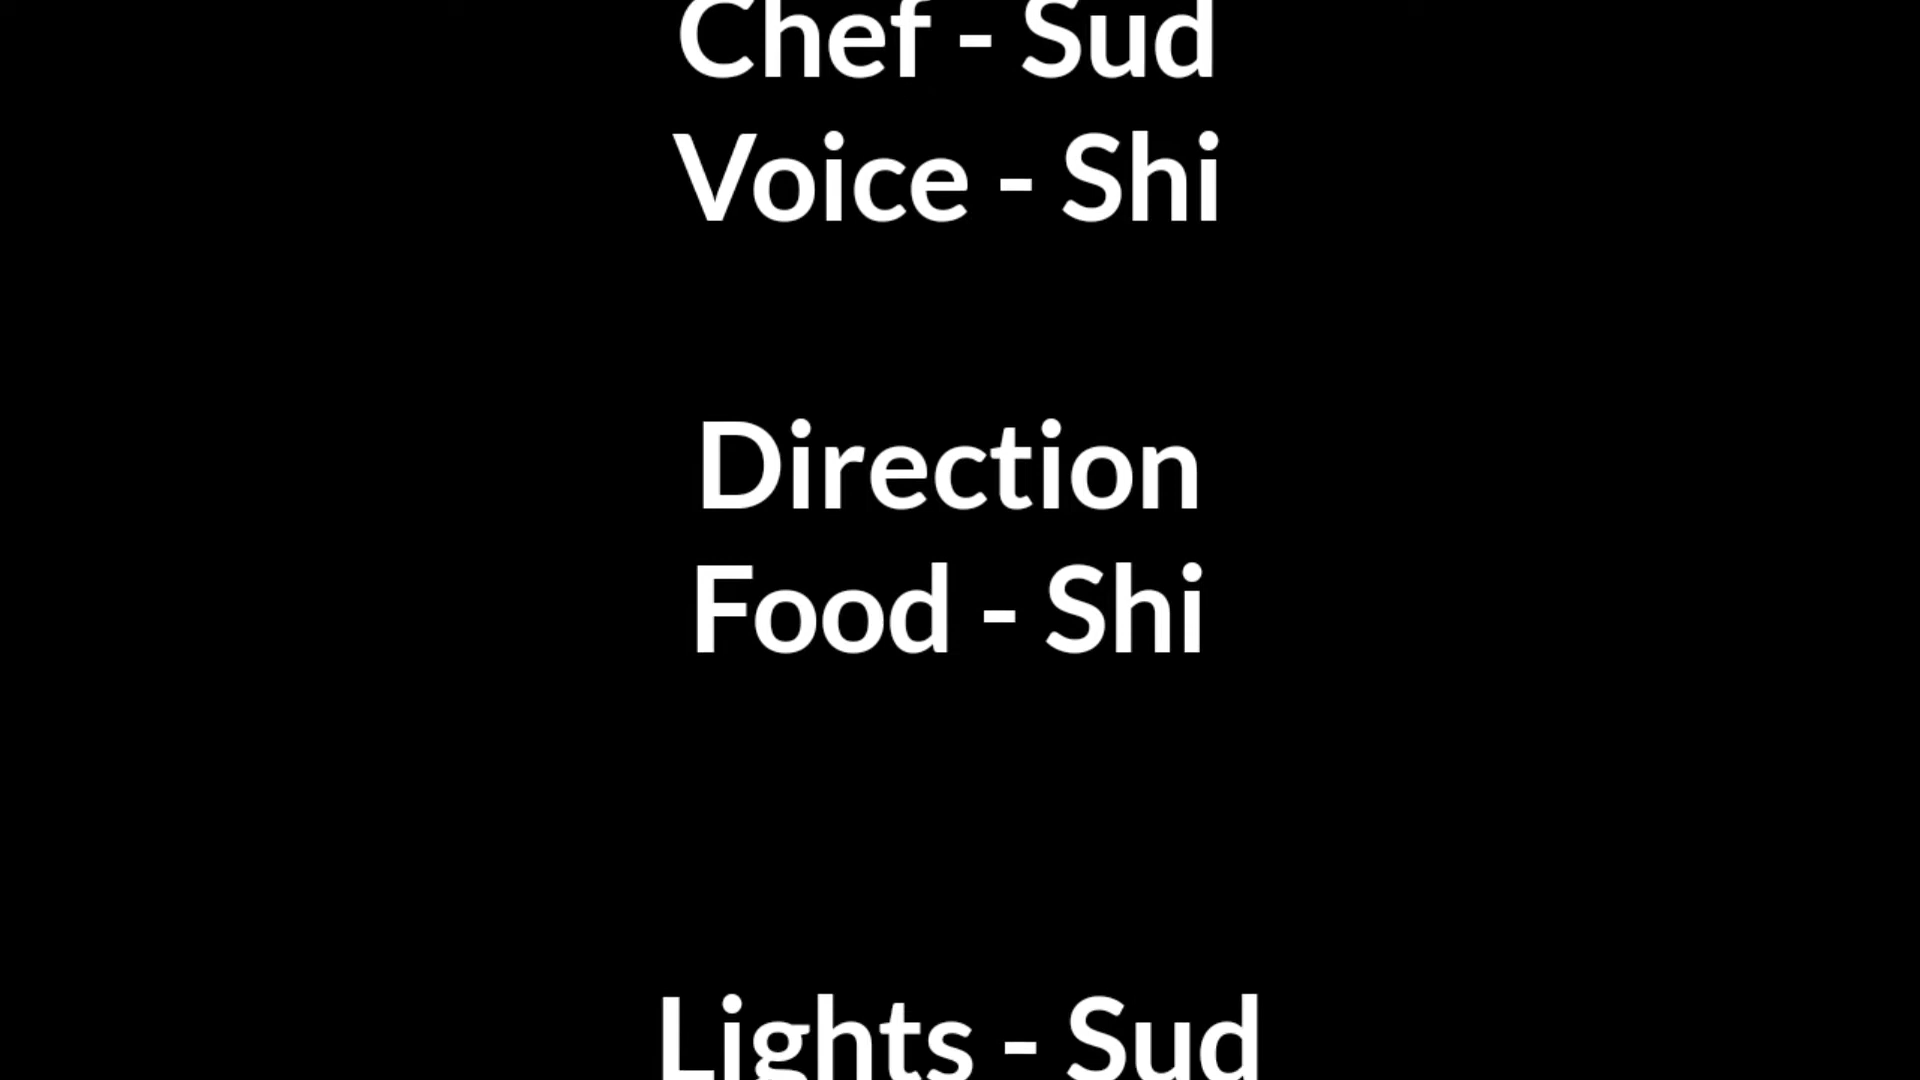 Chef - Sud
Voice - Shi
Direction
Food - Shi
Lights - Sud